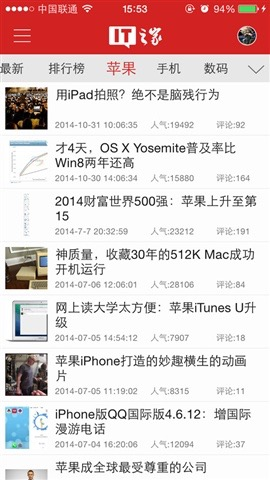 中国联通 15:53 94%
IT之家
最新 排行榜 苹果 手机 数码
用iPad拍照？绝不是脑残行为
2014-10-31 10:06:35 人气:19492 评论:92
才4天，OS X Yosemite普及率比
Win8两年还高
2014-10-30 14:06:34 人气:15880 评论:164
2014财富世界500强：苹果上升至第
15
2014-7-7 20:32:59 人气:23212 评论:191
神质量，收藏30年的512K Mac成功
开机运行
2014-07-06 12:01:07 人气:28106 评论:84
网上读大学太方便：苹果iTunes U升
级
2014-07-05 14:54:12 人气:7907 评论:18
苹果iPhone打造的妙趣横生的动画
片
2014-07-05 11:19:02 人气:8315 评论:11
iPhone版QQ国际版4.6.12：增国际
漫游电话
2014-07-04 16:20:06 人气:12094 评论:37
苹果成全球最受尊重的公司